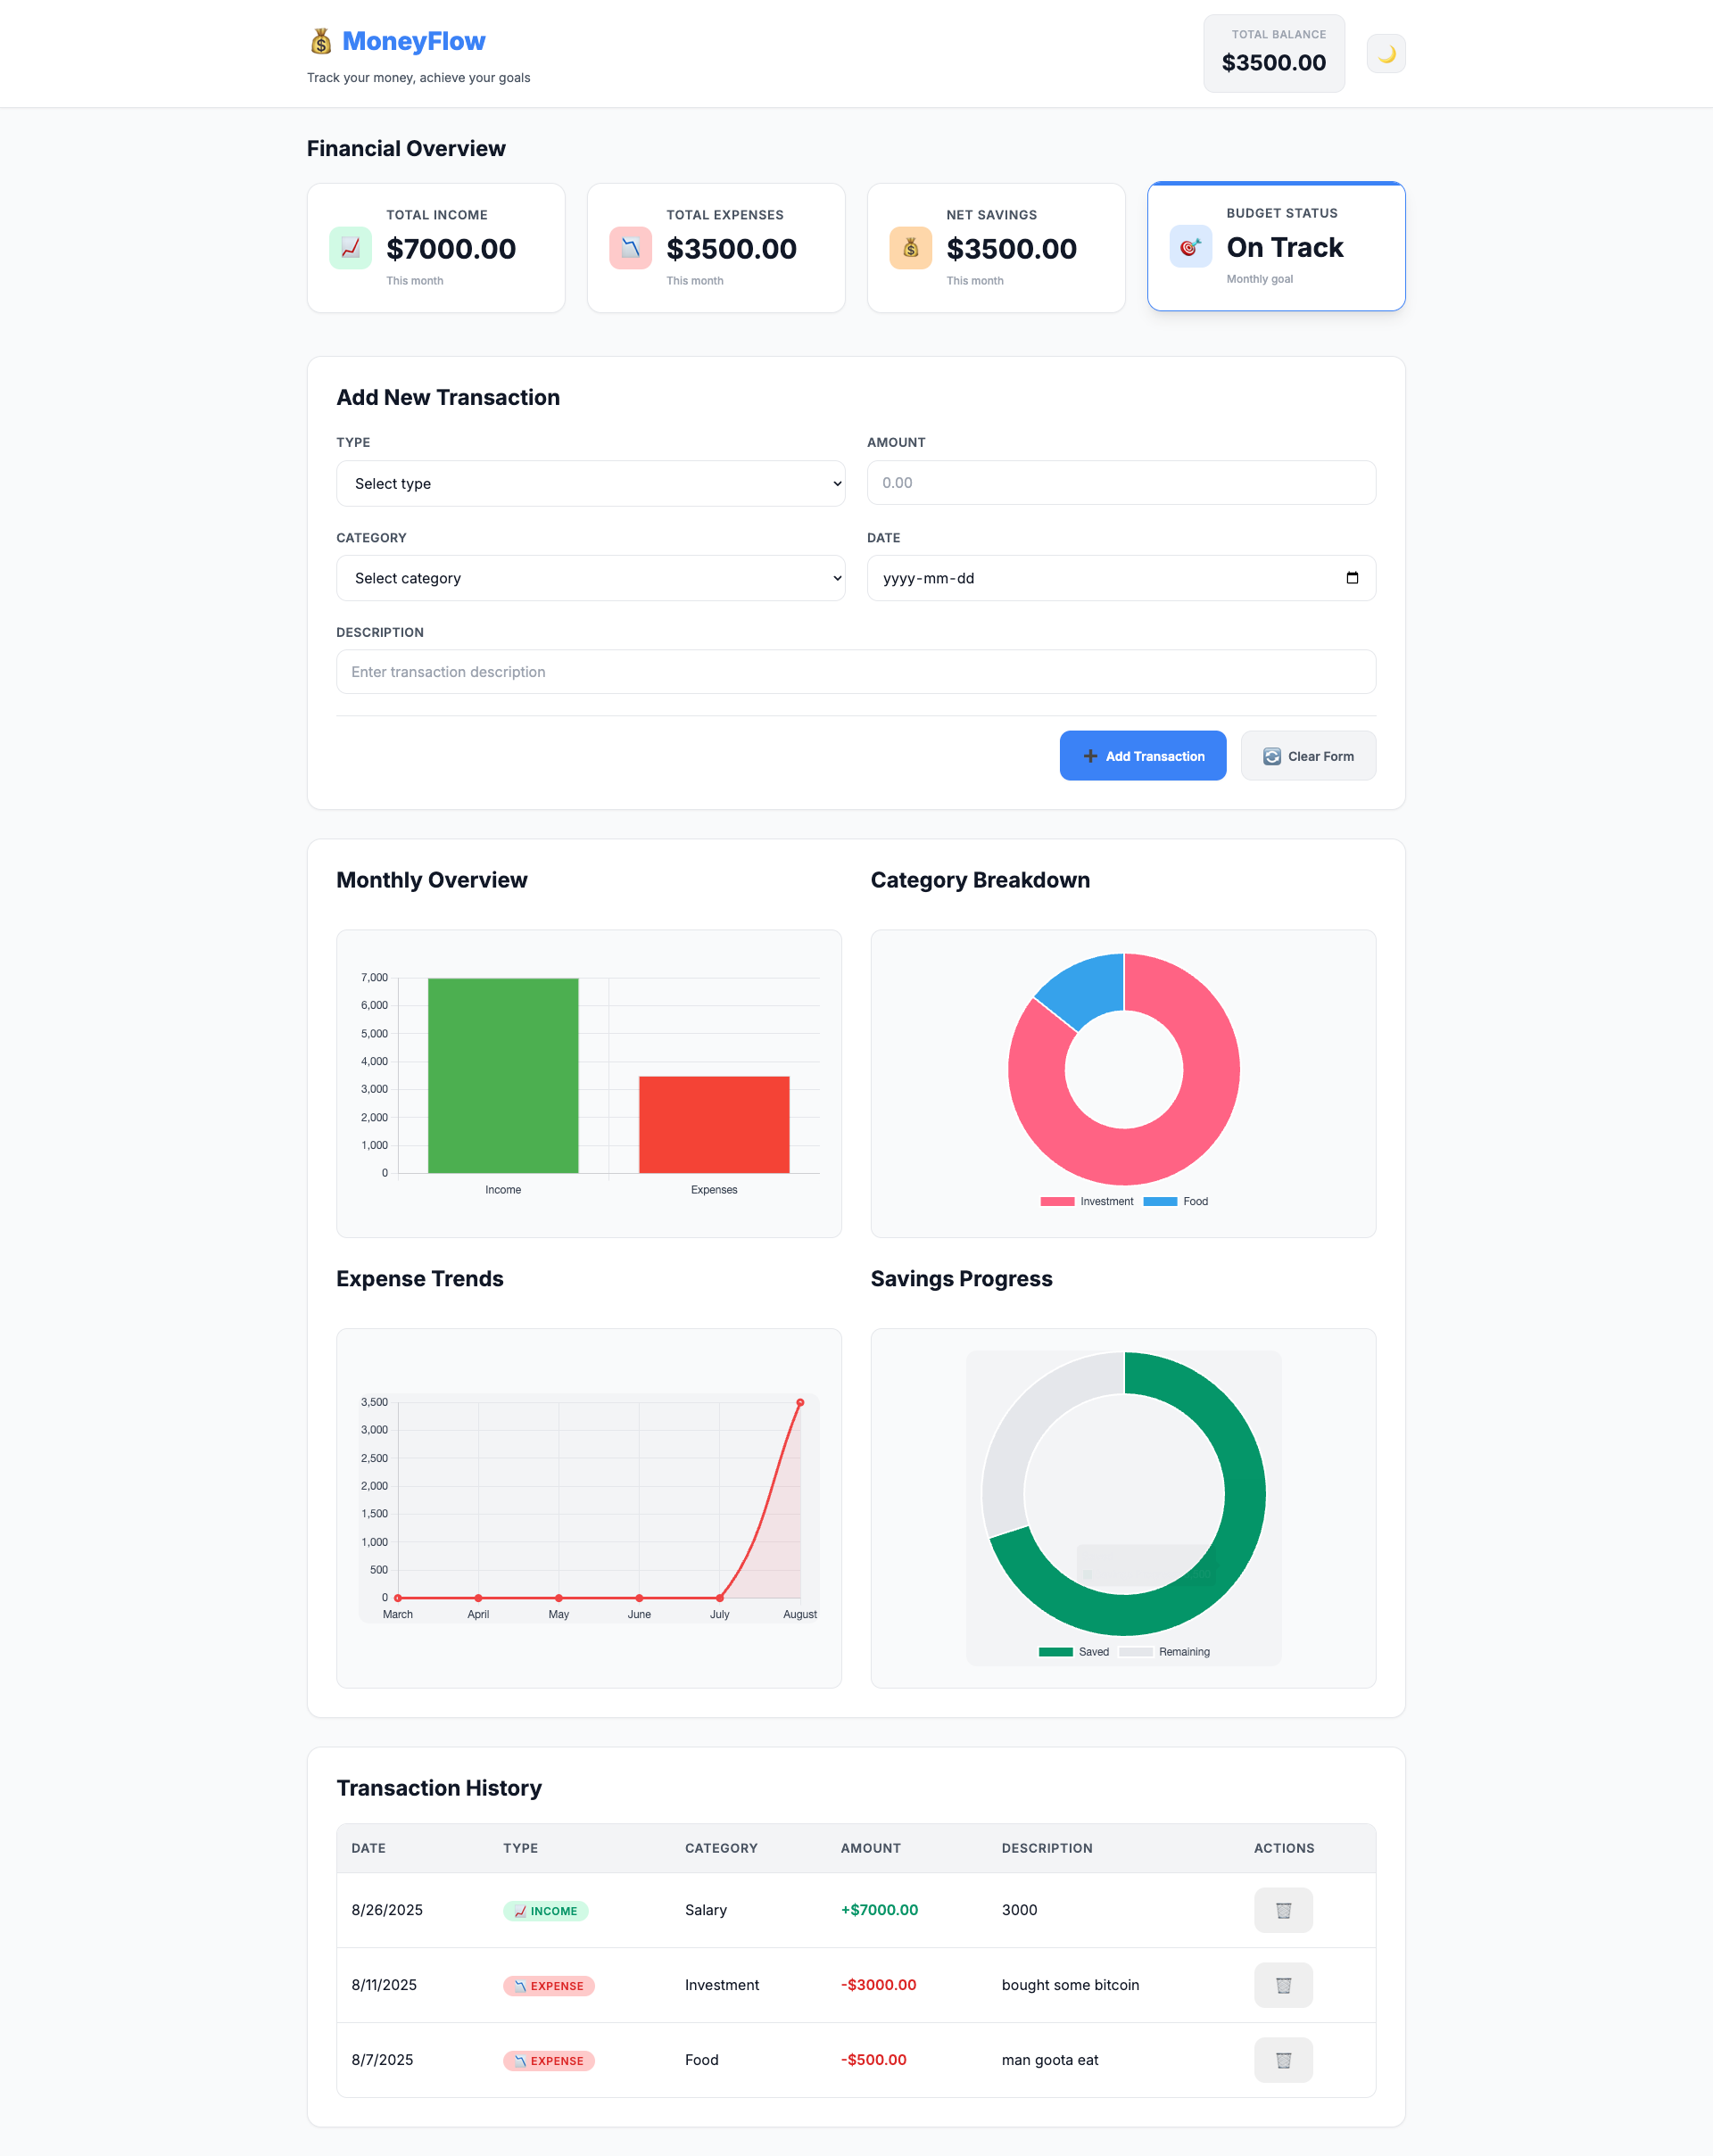 MoneyFlow
Track your money, achieve your goals
TOTAL BALANCE
$3500.00
Financial Overview
TOTAL INCOME
$7000.00
This month
TOTAL EXPENSES
$3500.00
This month
NET SAVINGS
$3500.00
This month
BUDGET STATUS
On Track
Monthly goal
Add New Transaction
TYPE
Select type
AMOUNT
0.00
CATEGORY
Select category
DATE
yyyy-mm-dd
DESCRIPTION
Enter transaction description
Add Transaction
Clear Form
Monthly Overview
7,000
6,000
5,000
4,000
3,000
2,000
1,000
0
Income Expenses
Category Breakdown
Investment Food
Expense Trends
3,500
3,000
2,500
2,000
1,500
1,000
500
0
March April May June July August
Savings Progress
Saved Remaining
Transaction History
DATE TYPE CATEGORY AMOUNT DESCRIPTION ACTIONS
8/26/2025 INCOME Salary +$7000.00 3000
8/11/2025 EXPENSE Investment -$3000.00 bought some bitcoin
8/7/2025 EXPENSE Food -$500.00 man goota eat